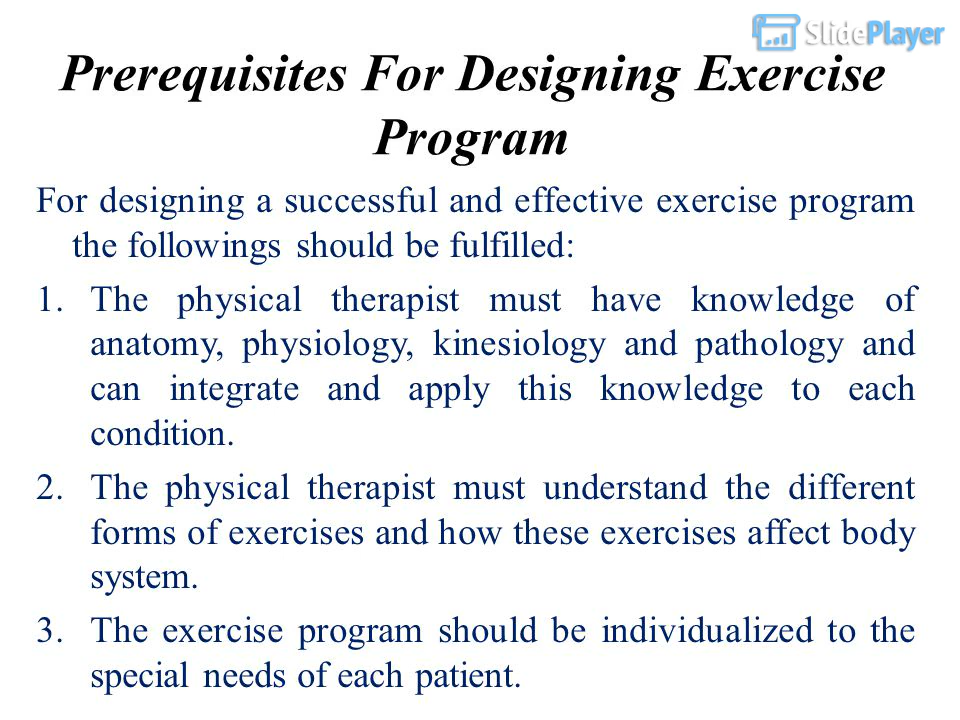 SlidePlayer
Prerequisites For Designing Exercise
Program
For designing a successful and effective exercise program
the followings should be fulfilled:
1. The physical therapist must have knowledge of
anatomy, physiology, kinesiology and pathology and
can integrate and apply this knowledge to each
condition.
2. The physical therapist must understand the different
forms of exercises and how these exercises affect body
system.
3. The exercise program should be individualized to the
special needs of each patient.